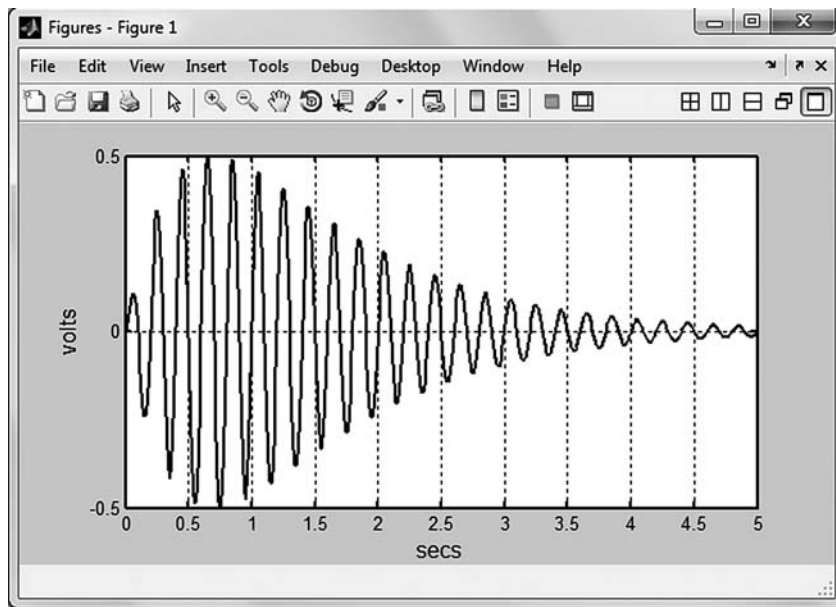 Figures - Figure 1
File Edit View Insert Tools Debug Desktop Window Help
0.5
volts
0
-0.5
0 0.5 1 1.5 2 2.5 3 3.5 4 4.5 5
secs